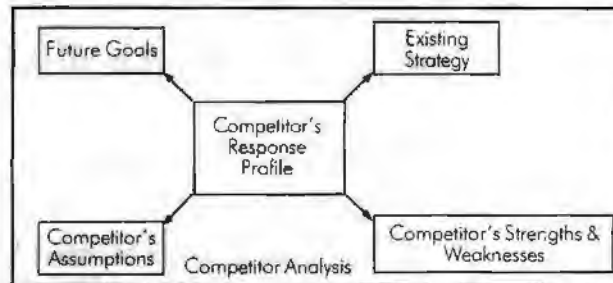 Future Goals
Existing
Strategy
Competitor's
Response
Profile
Competitor's
Assumptions
Competitor's Strengths &
Weaknesses
Competitor Analysis